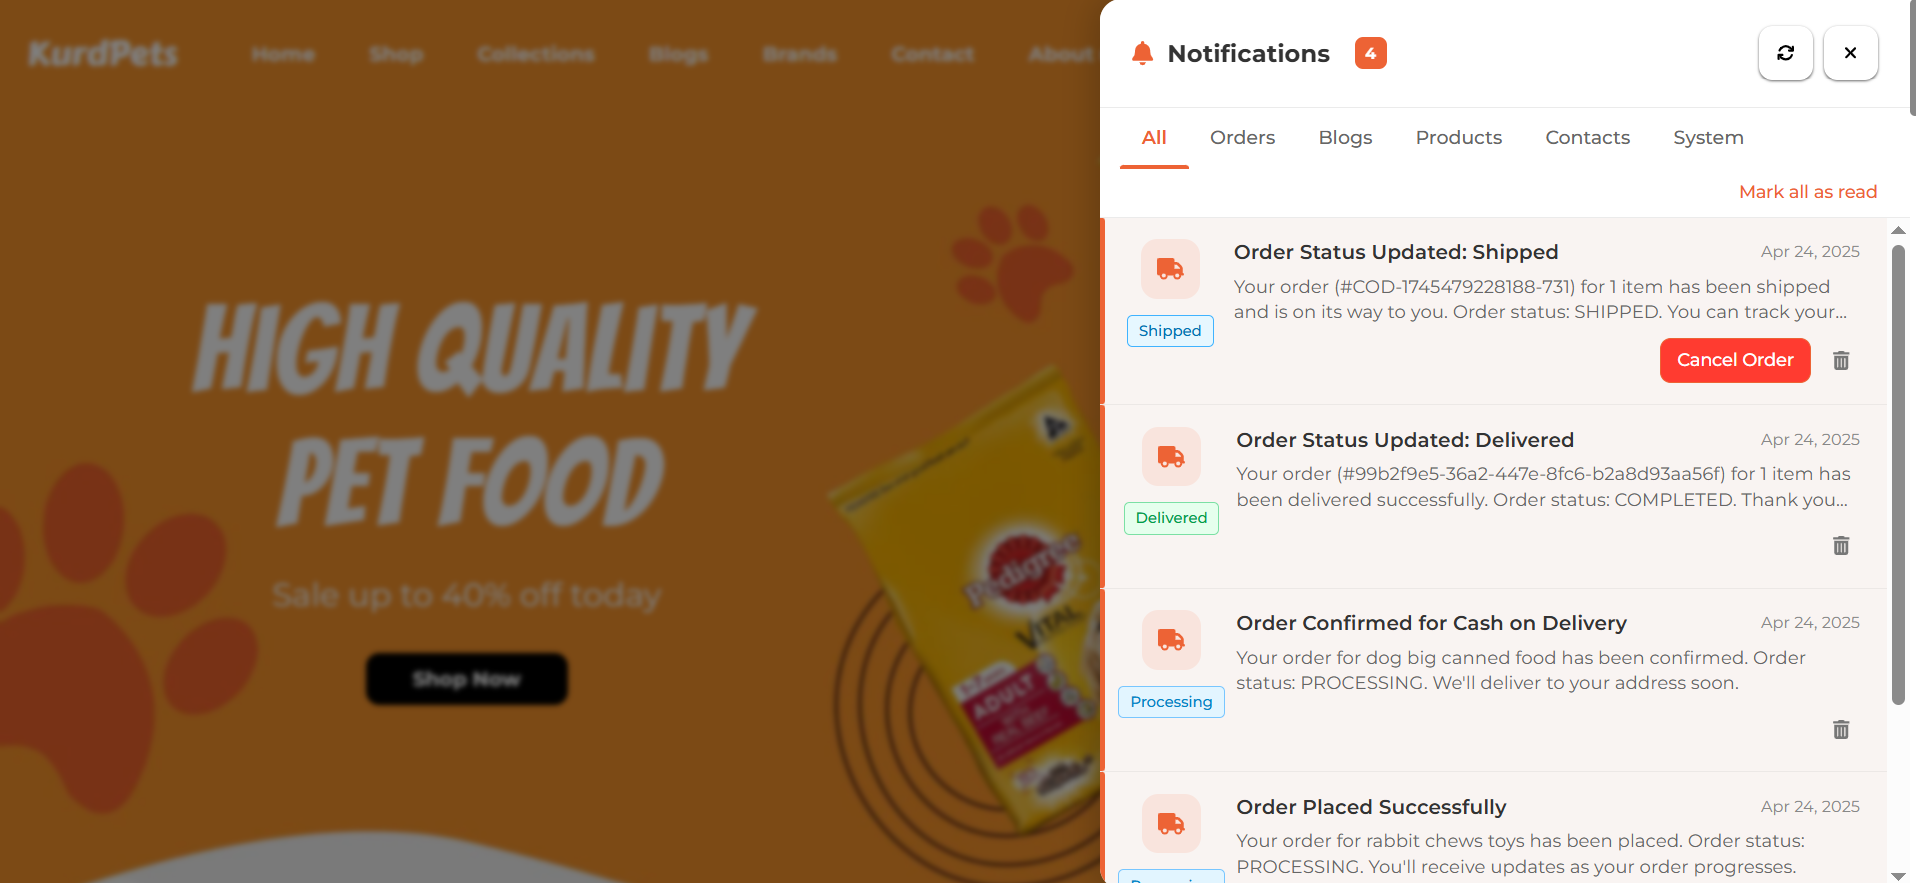 KurdPets
Home
Shop
Collections
Blogs
Brands
Contact
About
HIGH QUALITY
PET FOOD
Sale up to 40% off today
Shop Now
Pedigree
VITAL
ADULT
Notifications
4
All
Orders
Blogs
Products
Contacts
System
Mark all as read
Order Status Updated: Shipped
Apr 24, 2025
Your order (#COD-1745479228188-731) for 1 item has been shipped
and is on its way to you. Order status: SHIPPED. You can track your...
Shipped
Cancel Order
Order Status Updated: Delivered
Apr 24, 2025
Your order (#99b2f9e5-36a2-447e-8fc6-b2a8d93aa56f) for 1 item has
been delivered successfully. Order status: COMPLETED. Thank you...
Delivered
Order Confirmed for Cash on Delivery
Apr 24, 2025
Your order for dog big canned food has been confirmed. Order
status: PROCESSING. We'll deliver to your address soon.
Processing
Order Placed Successfully
Apr 24, 2025
Your order for rabbit chews toys has been placed. Order status:
PROCESSING. You'll receive updates as your order progresses.